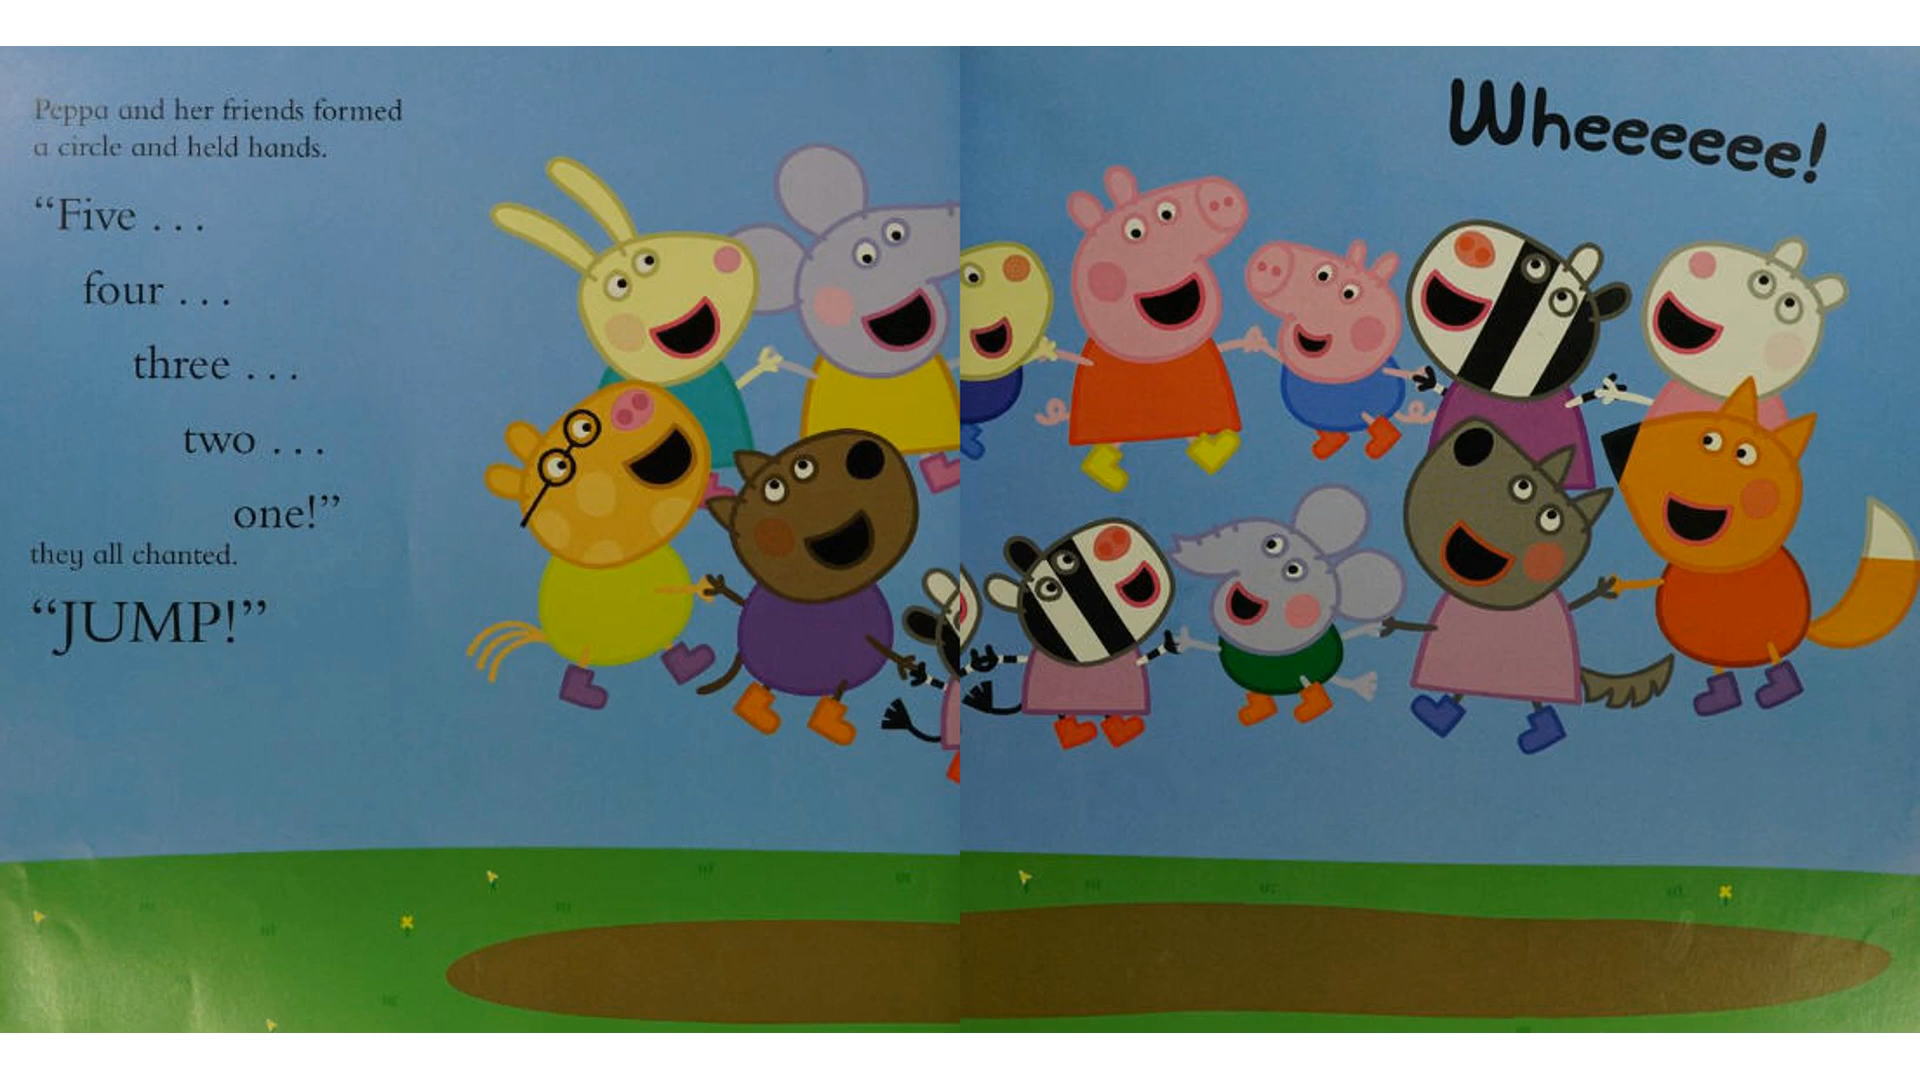 Peppa and her friends formed
a circle and held hands.
“Five . . .
four . . .
three . . .
two . . .
one!”
they all chanted.
“JUMP!”
Wheeeeee!